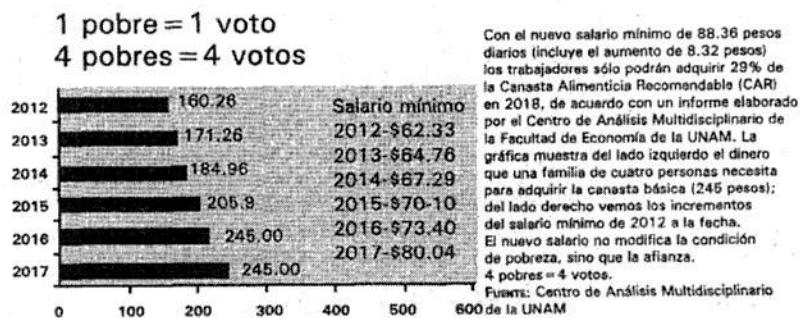 1 pobre = 1 voto
4 pobres = 4 votos
2012 160.26
2013 171.26
2014 184.96
2015 205.9
2016 245.00
2017 245.00
0 100 200 300 400 500 600
Salario mínimo
2012-$62.33
2013-$64.76
2014-$67.29
2015-$70-10
2016-$73.40
2017-$80.04
Con el nuevo salario mínimo de 88.36 pesos
diarios (incluye el aumento de 8.32 pesos)
los trabajadores sólo podrán adquirir 29% de
la Canasta Alimenticia Recomendable (CAR)
en 2018, de acuerdo con un informe elaborado
por el Centro de Análisis Multidisciplinario de
la Facultad de Economía de la UNAM. La
gráfica muestra del lado izquierdo el dinero
que una familia de cuatro personas necesita
para adquirir la canasta básica (245 pesos);
del lado derecho vemos los incrementos
del salario mínimo de 2012 a la fecha.
El nuevo salario no modifica la condición
de pobreza, sino que la afianza.
4 pobres = 4 votos.
FUENTE: Centro de Análisis Multidisciplinario
de la UNAM